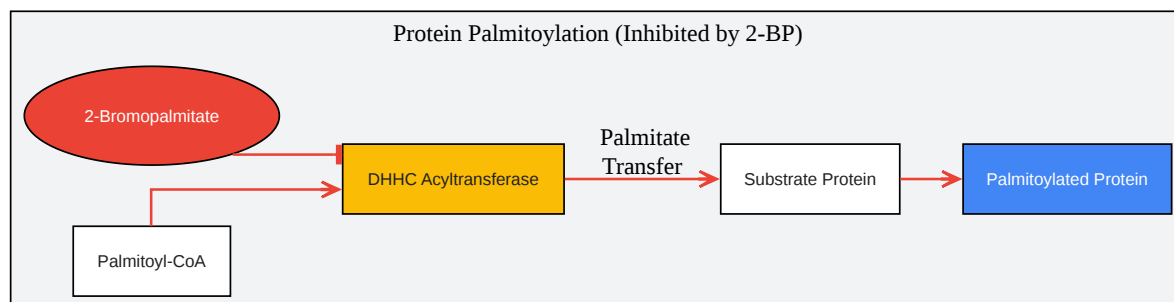 Protein Palmitoylation (Inhibited by 2-BP)
2-Bromopalmitate
Palmitate
Transfer
DHHC Acyltransferase
Substrate Protein
Palmitoylated Protein
Palmitoyl-CoA